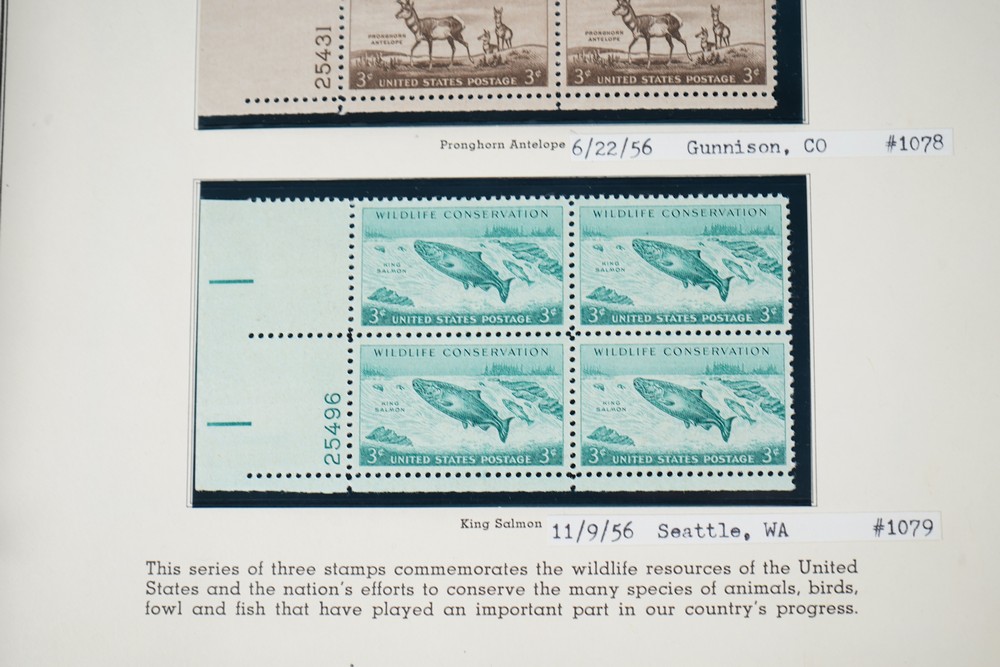 25431
PRONGHORN
ANTELOPE
3¢ UNITED STATES POSTAGE 3¢
PRONGHORN
ANTELOPE
3¢ UNITED STATES POSTAGE 3¢
Pronghorn Antelope 6/22/56 Gunnison, CO #1078
WILDLIFE CONSERVATION
KING
SALMON
3¢ UNITED STATES POSTAGE 3¢
WILDLIFE CONSERVATION
KING
SALMON
3¢ UNITED STATES POSTAGE 3¢
25496
WILDLIFE CONSERVATION
KING
SALMON
3¢ UNITED STATES POSTAGE 3¢
WILDLIFE CONSERVATION
KING
SALMON
3¢ UNITED STATES POSTAGE 3¢
King Salmon 11/9/56 Seattle, WA #1079
This series of three stamps commemorates the wildlife resources of the United
States and the nation's efforts to conserve the many species of animals, birds,
fowl and fish that have played an important part in our country's progress.